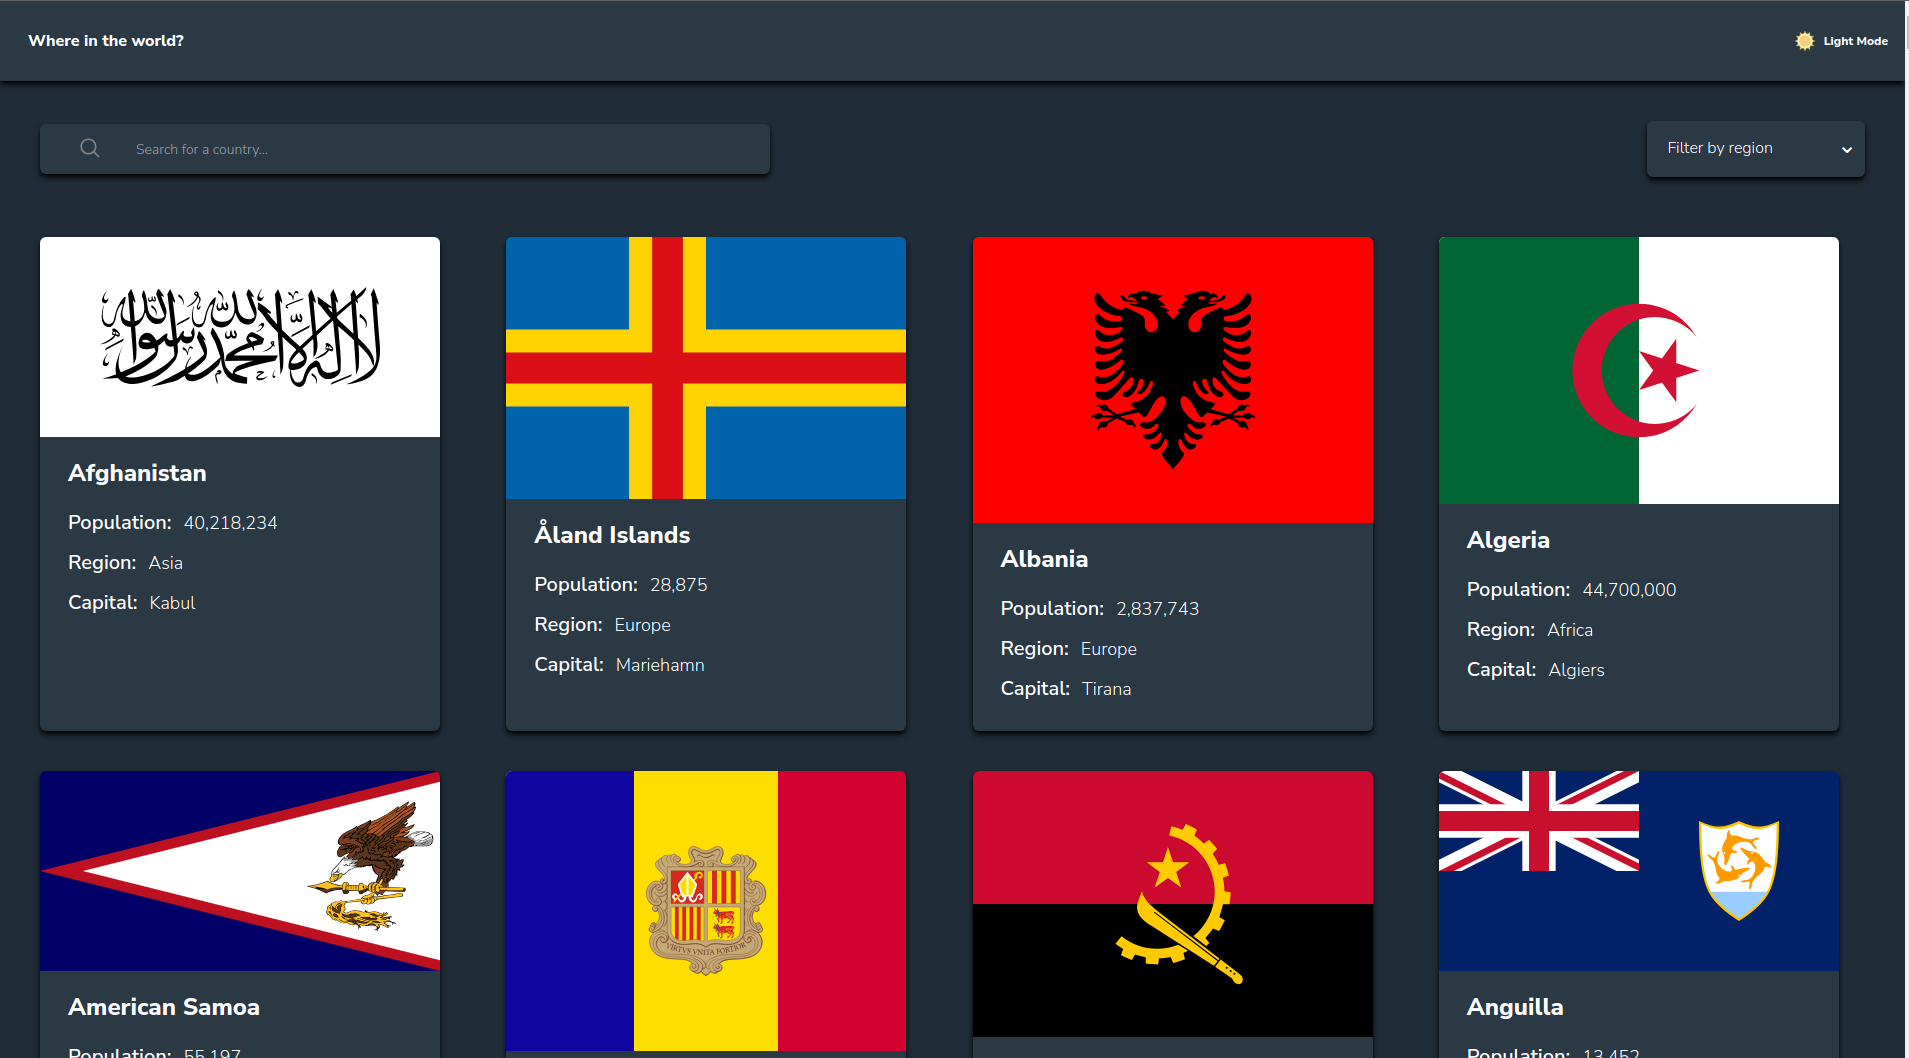 Where in the world?
Light Mode
Search for a country...
Filter by region
لا إله إلا الله محمد رسول الله
Afghanistan
Population: 40,218,234
Region: Asia
Capital: Kabul
Åland Islands
Population: 28,875
Region: Europe
Capital: Mariehamn
Albania
Population: 2,837,743
Region: Europe
Capital: Tirana
Algeria
Population: 44,700,000
Region: Africa
Capital: Algiers
VIRTVS VNITA FORTIOR
American Samoa
Population: 55,197
Anguilla
Population: 13,452